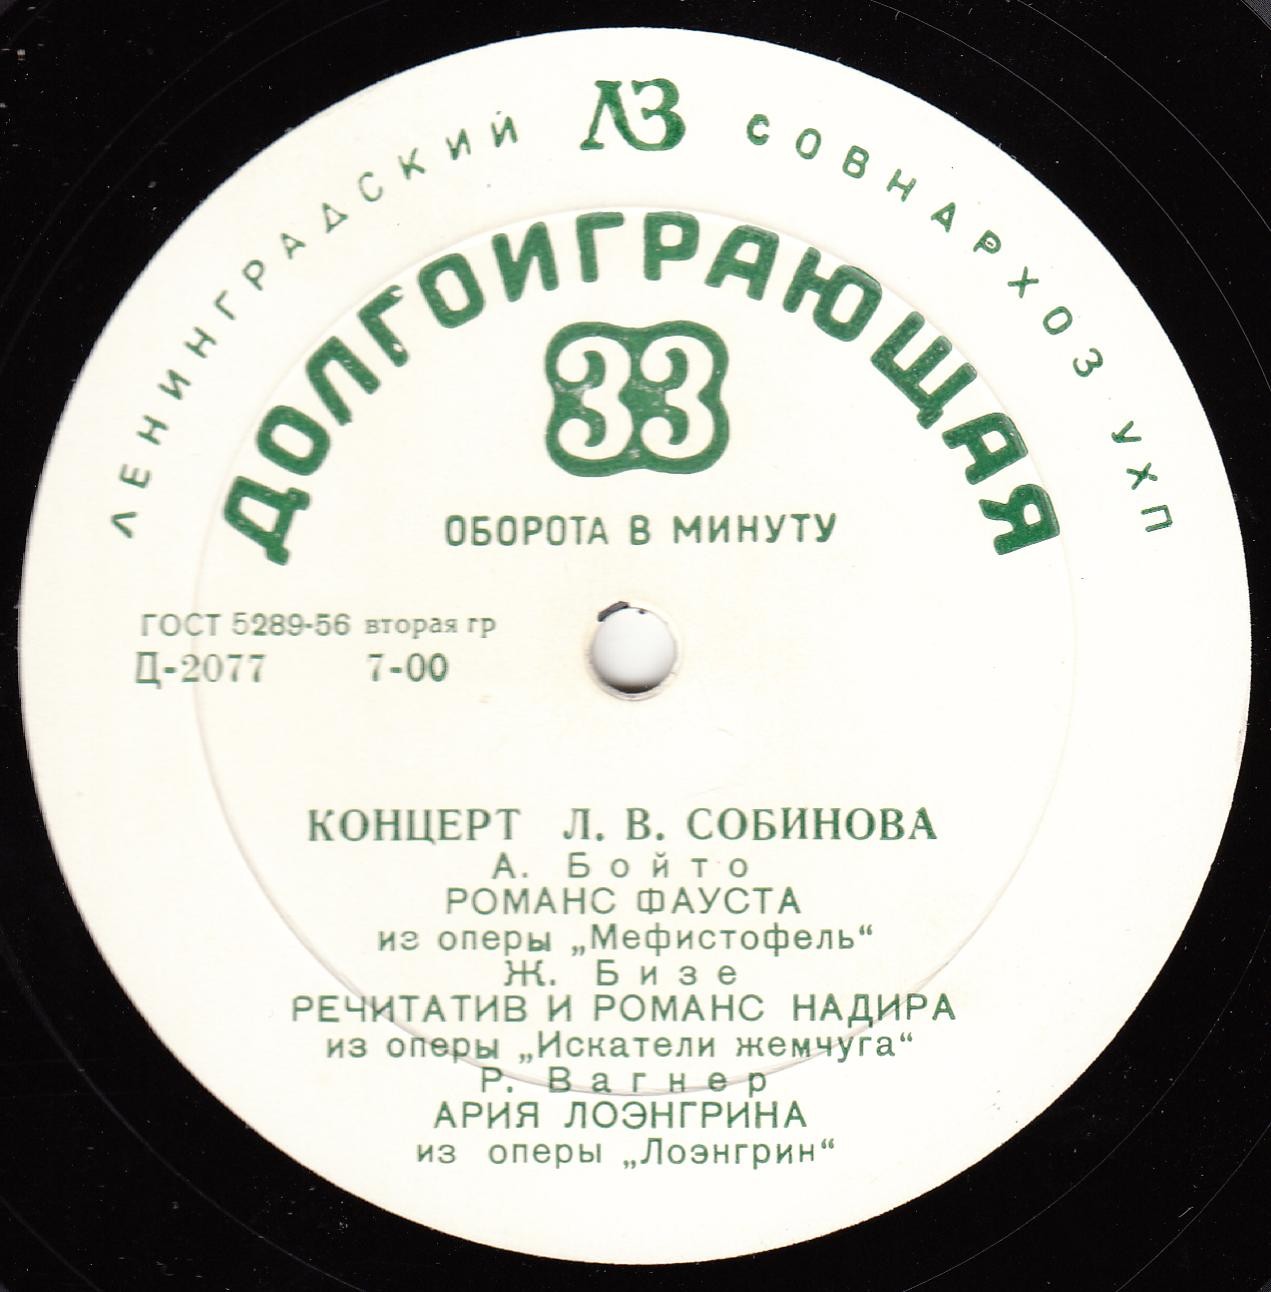 ЛЕНИНГРАДСКИЙ ЛЗ СОВНАРХОЗ УХП
ДОЛГОИГРАЮЩАЯ
33
ОБОРОТА В МИНУТУ
ГОСТ 5289-56 вторая гр
Д-2077 7-00
КОНЦЕРТ Л. В. СОБИНОВА
А. Бойто
РОМАНС ФАУСТА
из оперы „Мефистофель“
Ж. Бизе
РЕЧИТАТИВ И РОМАНС НАДИРА
из оперы „Искатели жемчуга“
Р. Вагнер
АРИЯ ЛОЭНГРИНА
из оперы „Лоэнгрин“